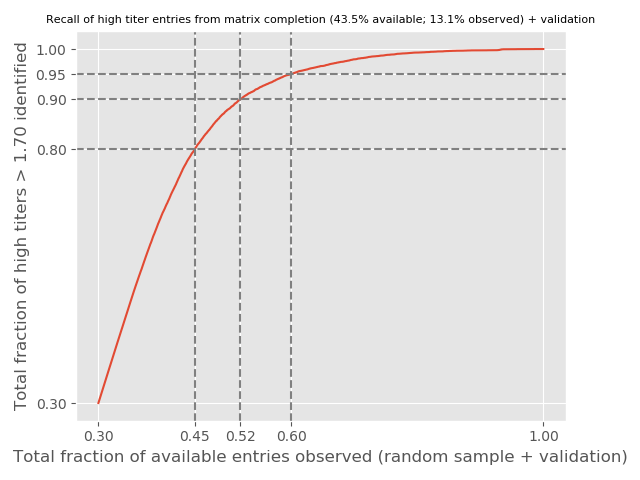 Recall of high titer entries from matrix completion (43.5% available; 13.1% observed) + validation
Total fraction of high titers > 1.70 identified
1.00
0.95
0.90
0.80
0.30
0.30 0.45 0.52 0.60 1.00
Total fraction of available entries observed (random sample + validation)